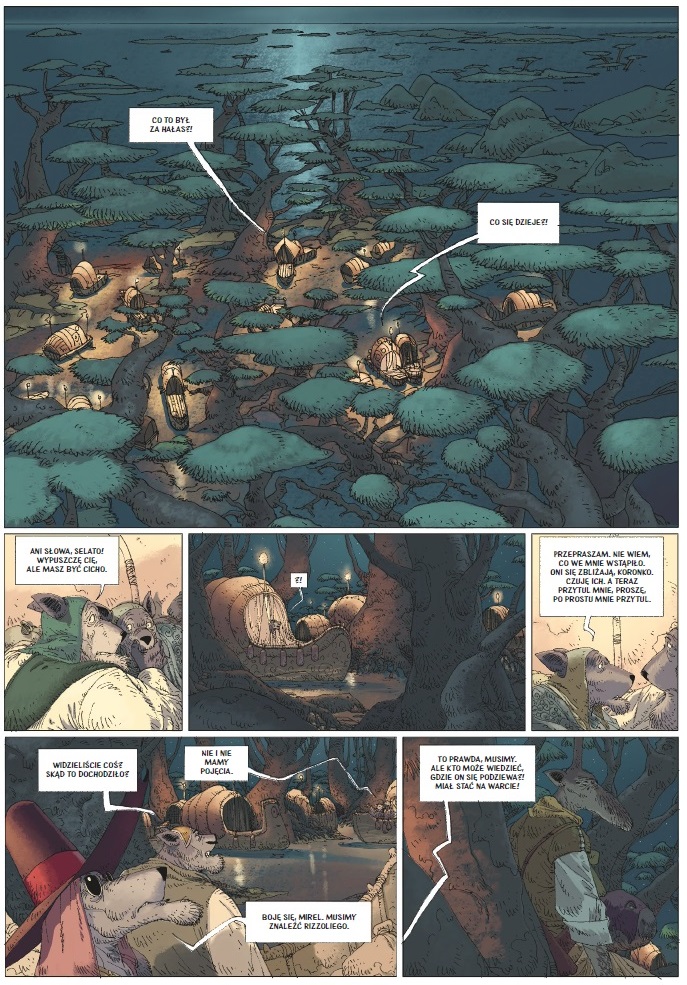 CO TO BYŁ
ZA HAŁAS?!
CO SIĘ DZIEJE?!
ANI SŁOWA, SELATO!
WYPUSZCZĘ CIĘ,
ALE MASZ BYĆ CICHO.
?!
PRZEPRASZAM. NIE WIEM,
CO WE MNIE WSTĄPIŁO.
ONI SIĘ ZBLIŻAJĄ, KORONKO.
CZUJĘ ICH. A TERAZ
PRZYTUL MNIE, PROSZĘ,
PO PROSTU MNIE PRZYTUL.
WIDZIELIŚCIE COŚ?
SKĄD TO DOCHODZIŁO?
NIE I NIE
MAMY
POJĘCIA.
BOJĘ SIĘ, MIREL. MUSIMY
ZNALEŹĆ RIZZOLIEGO.
TO PRAWDA, MUSIMY.
ALE KTO MOŻE WIEDZIEĆ,
GDZIE ON SIĘ PODZIEWA?!
MIAŁ STAĆ NA WARCIE!